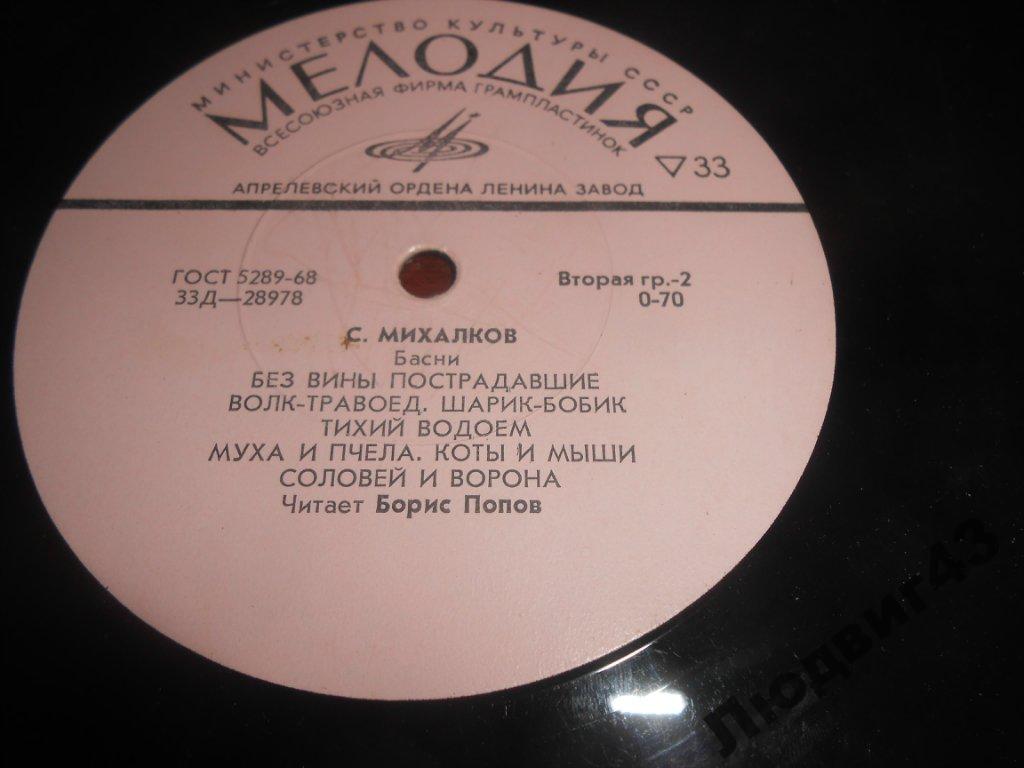 МИНИСТЕРСТВО КУЛЬТУРЫ СССР
МЕЛОДИЯ
ВСЕСОЮЗНАЯ ФИРМА ГРАМПЛАСТИНОК
33
АПРЕЛЕВСКИЙ ОРДЕНА ЛЕНИНА ЗАВОД
ГОСТ 5289-68
Вторая гр.-2
33Д—28978
0-70
С. МИХАЛКОВ
Басни
БЕЗ ВИНЫ ПОСТРАДАВШИЕ
ВОЛК-ТРАВОЕД. ШАРИК-БОБИК
ТИХИЙ ВОДОЕМ
МУХА И ПЧЕЛА. КОТЫ И МЫШИ
СОЛОВЕЙ И ВОРОНА
Читает Борис Попов
Людвиг43